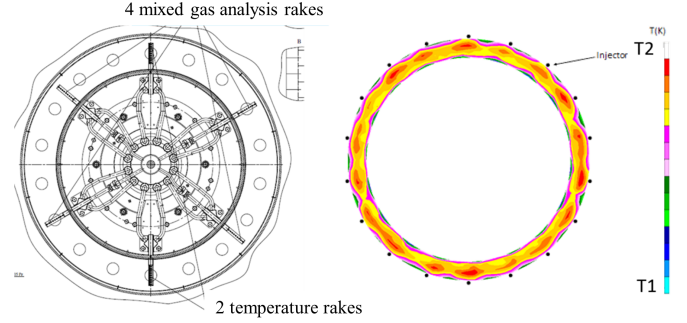 4 mixed gas analysis rakes
T(K)
T2
Injector
T1
2 temperature rakes